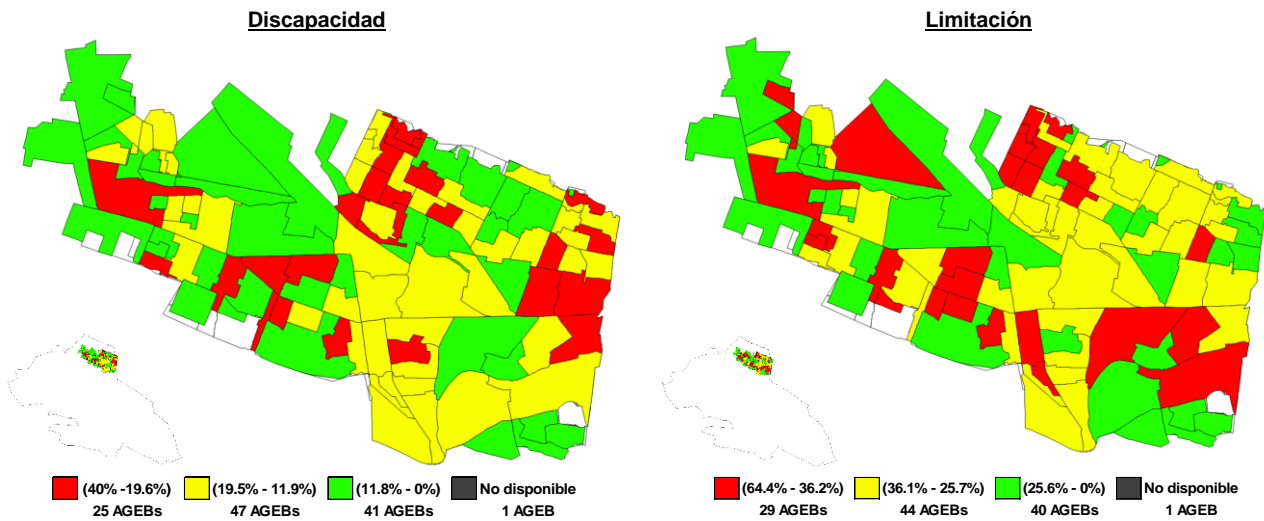 Discapacidad
Limitación
(40% -19.6%) (19.5% - 11.9%) (11.8% - 0%) No disponible
25 AGEBs 47 AGEBs 41 AGEBs 1 AGEB
(64.4% - 36.2%) (36.1% - 25.7%) (25.6% - 0%) No disponible
29 AGEBs 44 AGEBs 40 AGEBs 1 AGEB